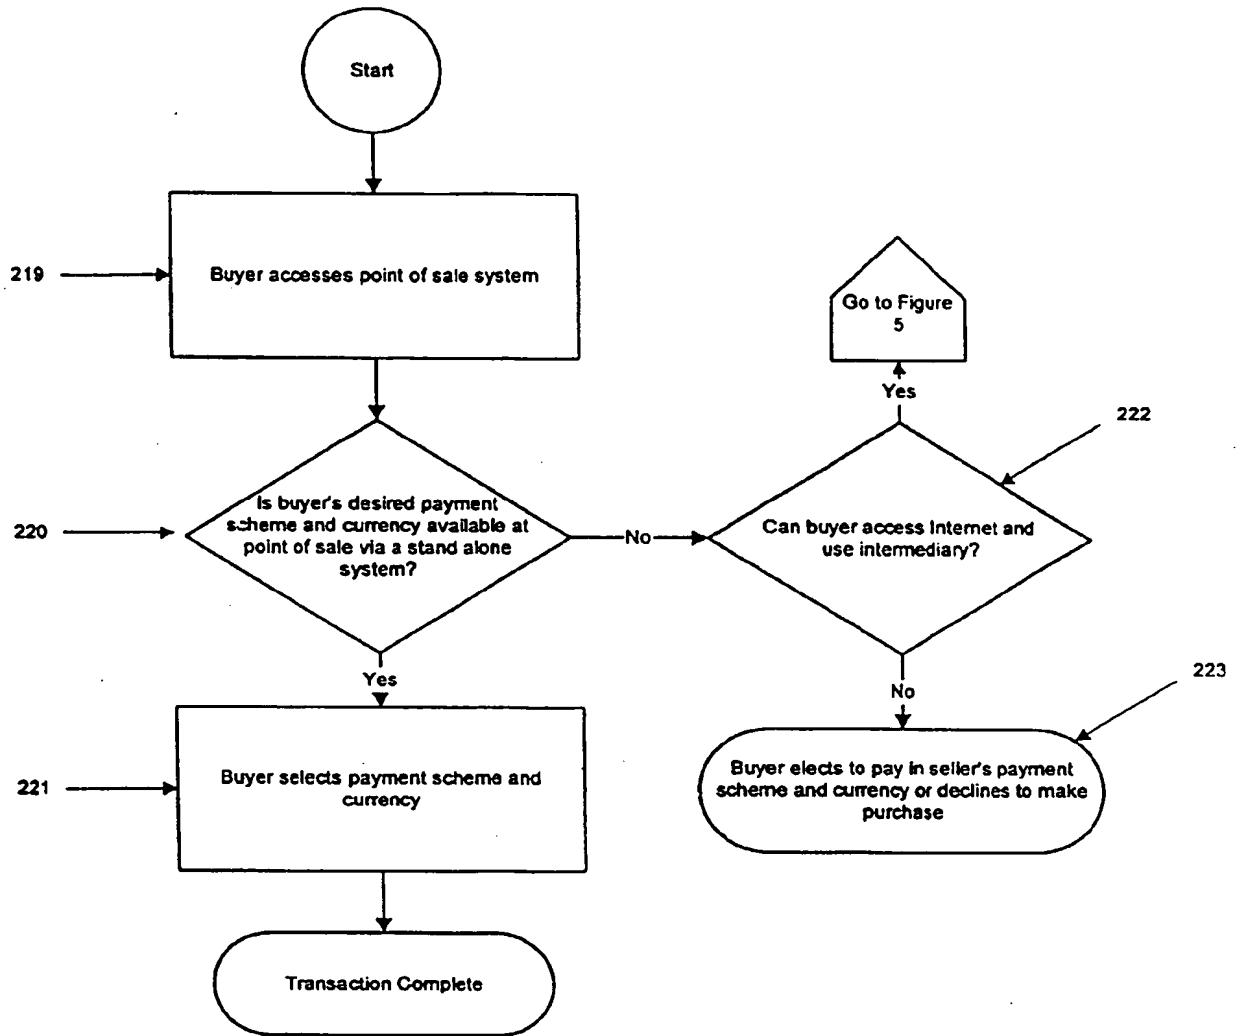 Start
219
Buyer accesses point of sale system
Go to Figure
5
Yes
222
220
Is buyer's desired payment
scheme and currency available at
point of sale via a stand alone
system?
No
Can buyer access Internet and
use intermediary?
Yes
No
223
221
Buyer selects payment scheme and
currency
Buyer elects to pay in seller's payment
scheme and currency or declines to make
purchase
Transaction Complete